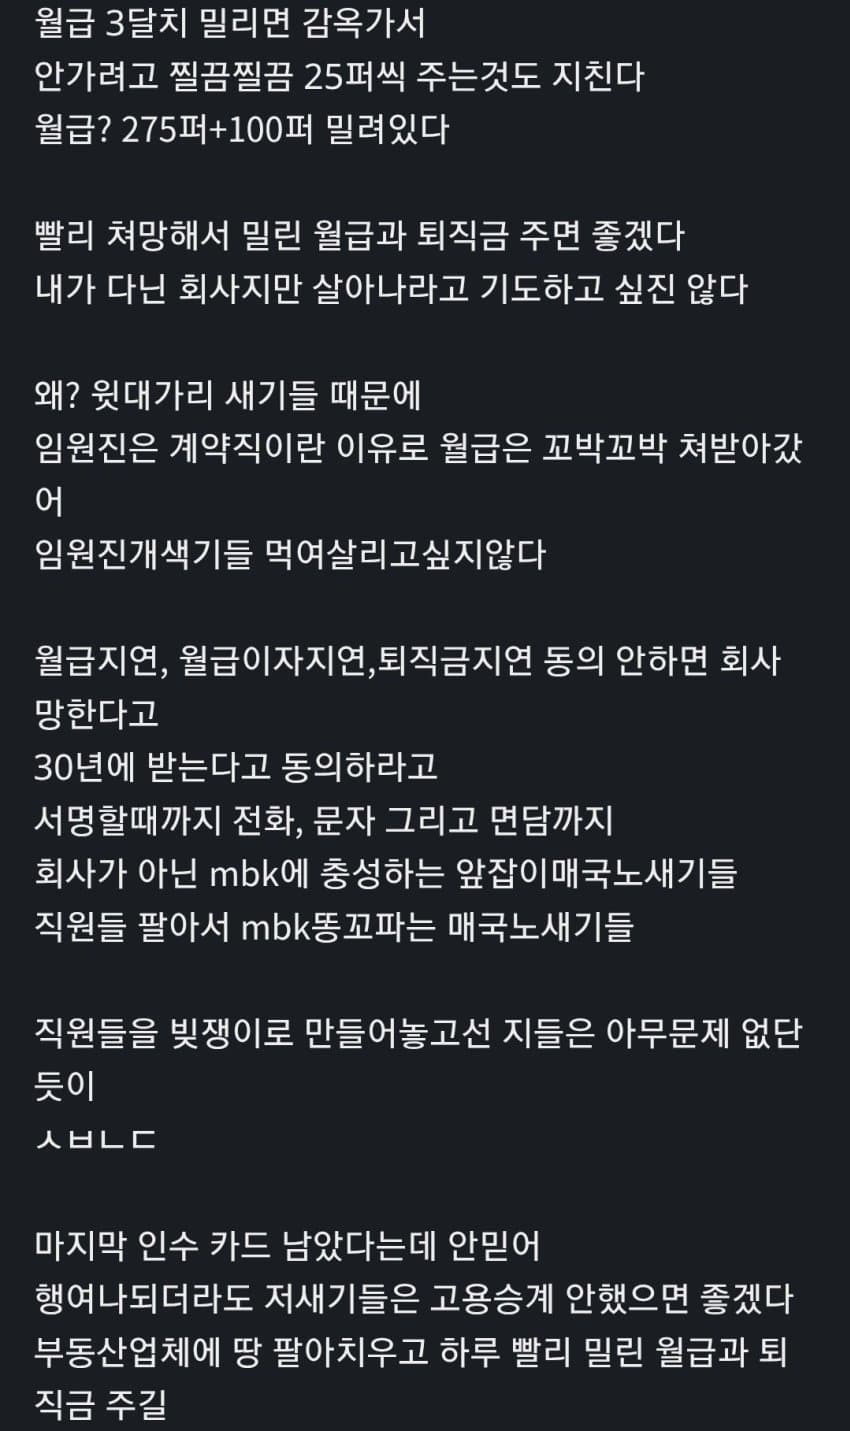 월급 3달치 밀리면 감옥가서
안가려고 찔끔찔끔 25퍼씩 주는것도 지친다
월급? 275퍼+100퍼 밀려있다
빨리 쳐망해서 밀린 월급과 퇴직금 주면 좋겠다
내가 다닌 회사지만 살아나라고 기도하고 싶진 않다
왜? 윗대가리 새기들 때문에
임원진은 계약직이란 이유로 월급은 꼬박꼬박 쳐받아갔
어
임원진개색기들 먹여살리고싶지않다
월급지연, 월급이자지연,퇴직금지연 동의 안하면 회사
망한다고
30년에 받는다고 동의하라고
서명할때까지 전화, 문자 그리고 면담까지
회사가 아닌 mbk에 충성하는 앞잡이매국노새기들
직원들 팔아서 mbk똥꼬파는 매국노새기들
직원들을 빚쟁이로 만들어놓고선 지들은 아무문제 없단
듯이
ㅅㅂㄴㄷ
마지막 인수 카드 남았다는데 안믿어
행여나되더라도 저새기들은 고용승계 안했으면 좋겠다
부동산업체에 땅 팔아치우고 하루 빨리 밀린 월급과 퇴
직금 주길